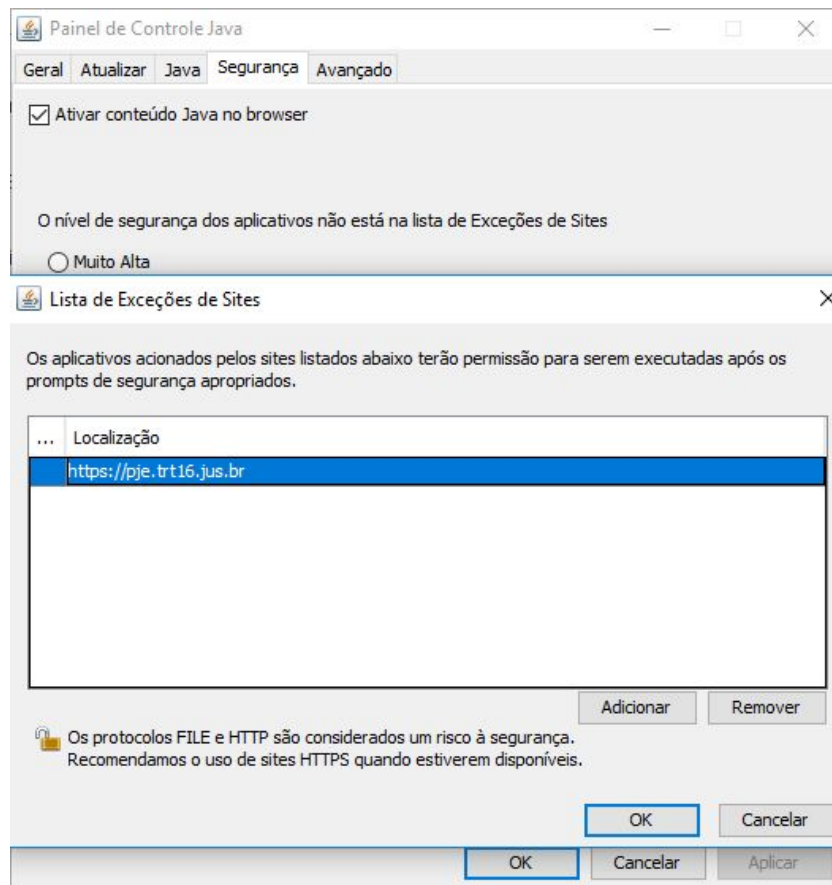 Painel de Controle Java
Geral Atualizar Java Segurança Avançado
Ativar conteúdo Java no browser
O nível de segurança dos aplicativos não está na lista de Exceções de Sites
Muito Alta
Lista de Exceções de Sites
Os aplicativos acionados pelos sites listados abaixo terão permissão para serem executadas após os
prompts de segurança apropriados.
... Localização
https://pje.trt16.jus.br
Adicionar Remover
Os protocolos FILE e HTTP são considerados um risco à segurança.
Recomendamos o uso de sites HTTPS quando estiverem disponíveis.
OK Cancelar
OK Cancelar Aplicar